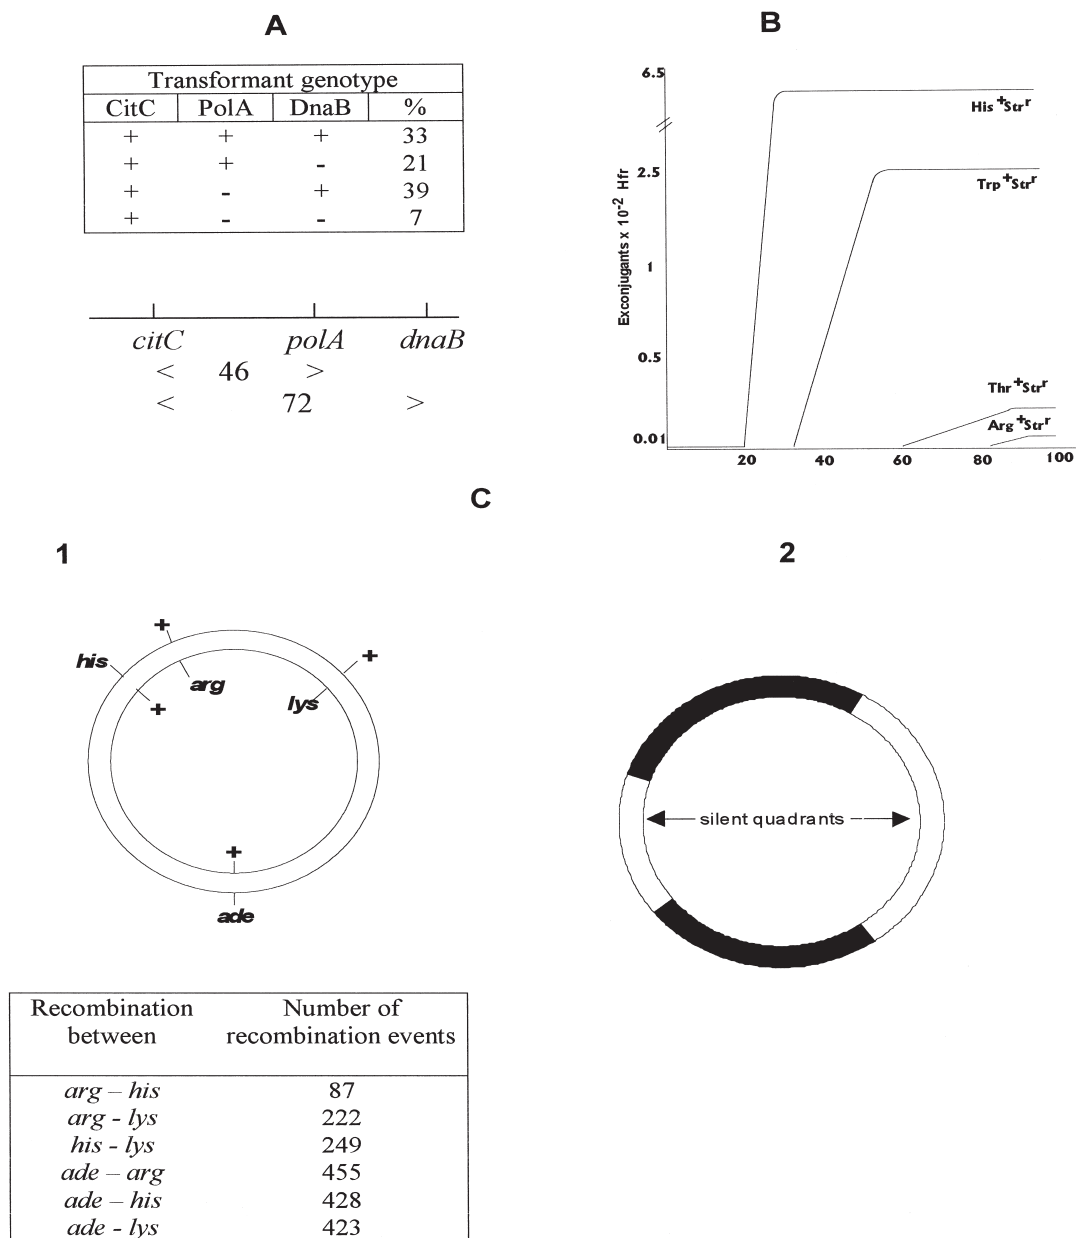 A
Transformant genotype
CitC PolA DnaB %
+ + + 33
+ + - 21
+ - + 39
+ - - 7
citC polA dnaB
< 46 >
< 72 >
B
Exconjugants x 10-2 Hfr
6.5
2.5
1
0.5
0.01
His +Strr
Trp +Strr
Thr +Strr
Arg +Strr
20 40 60 80 100
C
1
+
his
+
arg
+
lys
+
ade
2
silent quadrants
Recombination Number of
between recombination events
arg – his 87
arg - lys 222
his - lys 249
ade – arg 455
ade – his 428
ade - lys 423